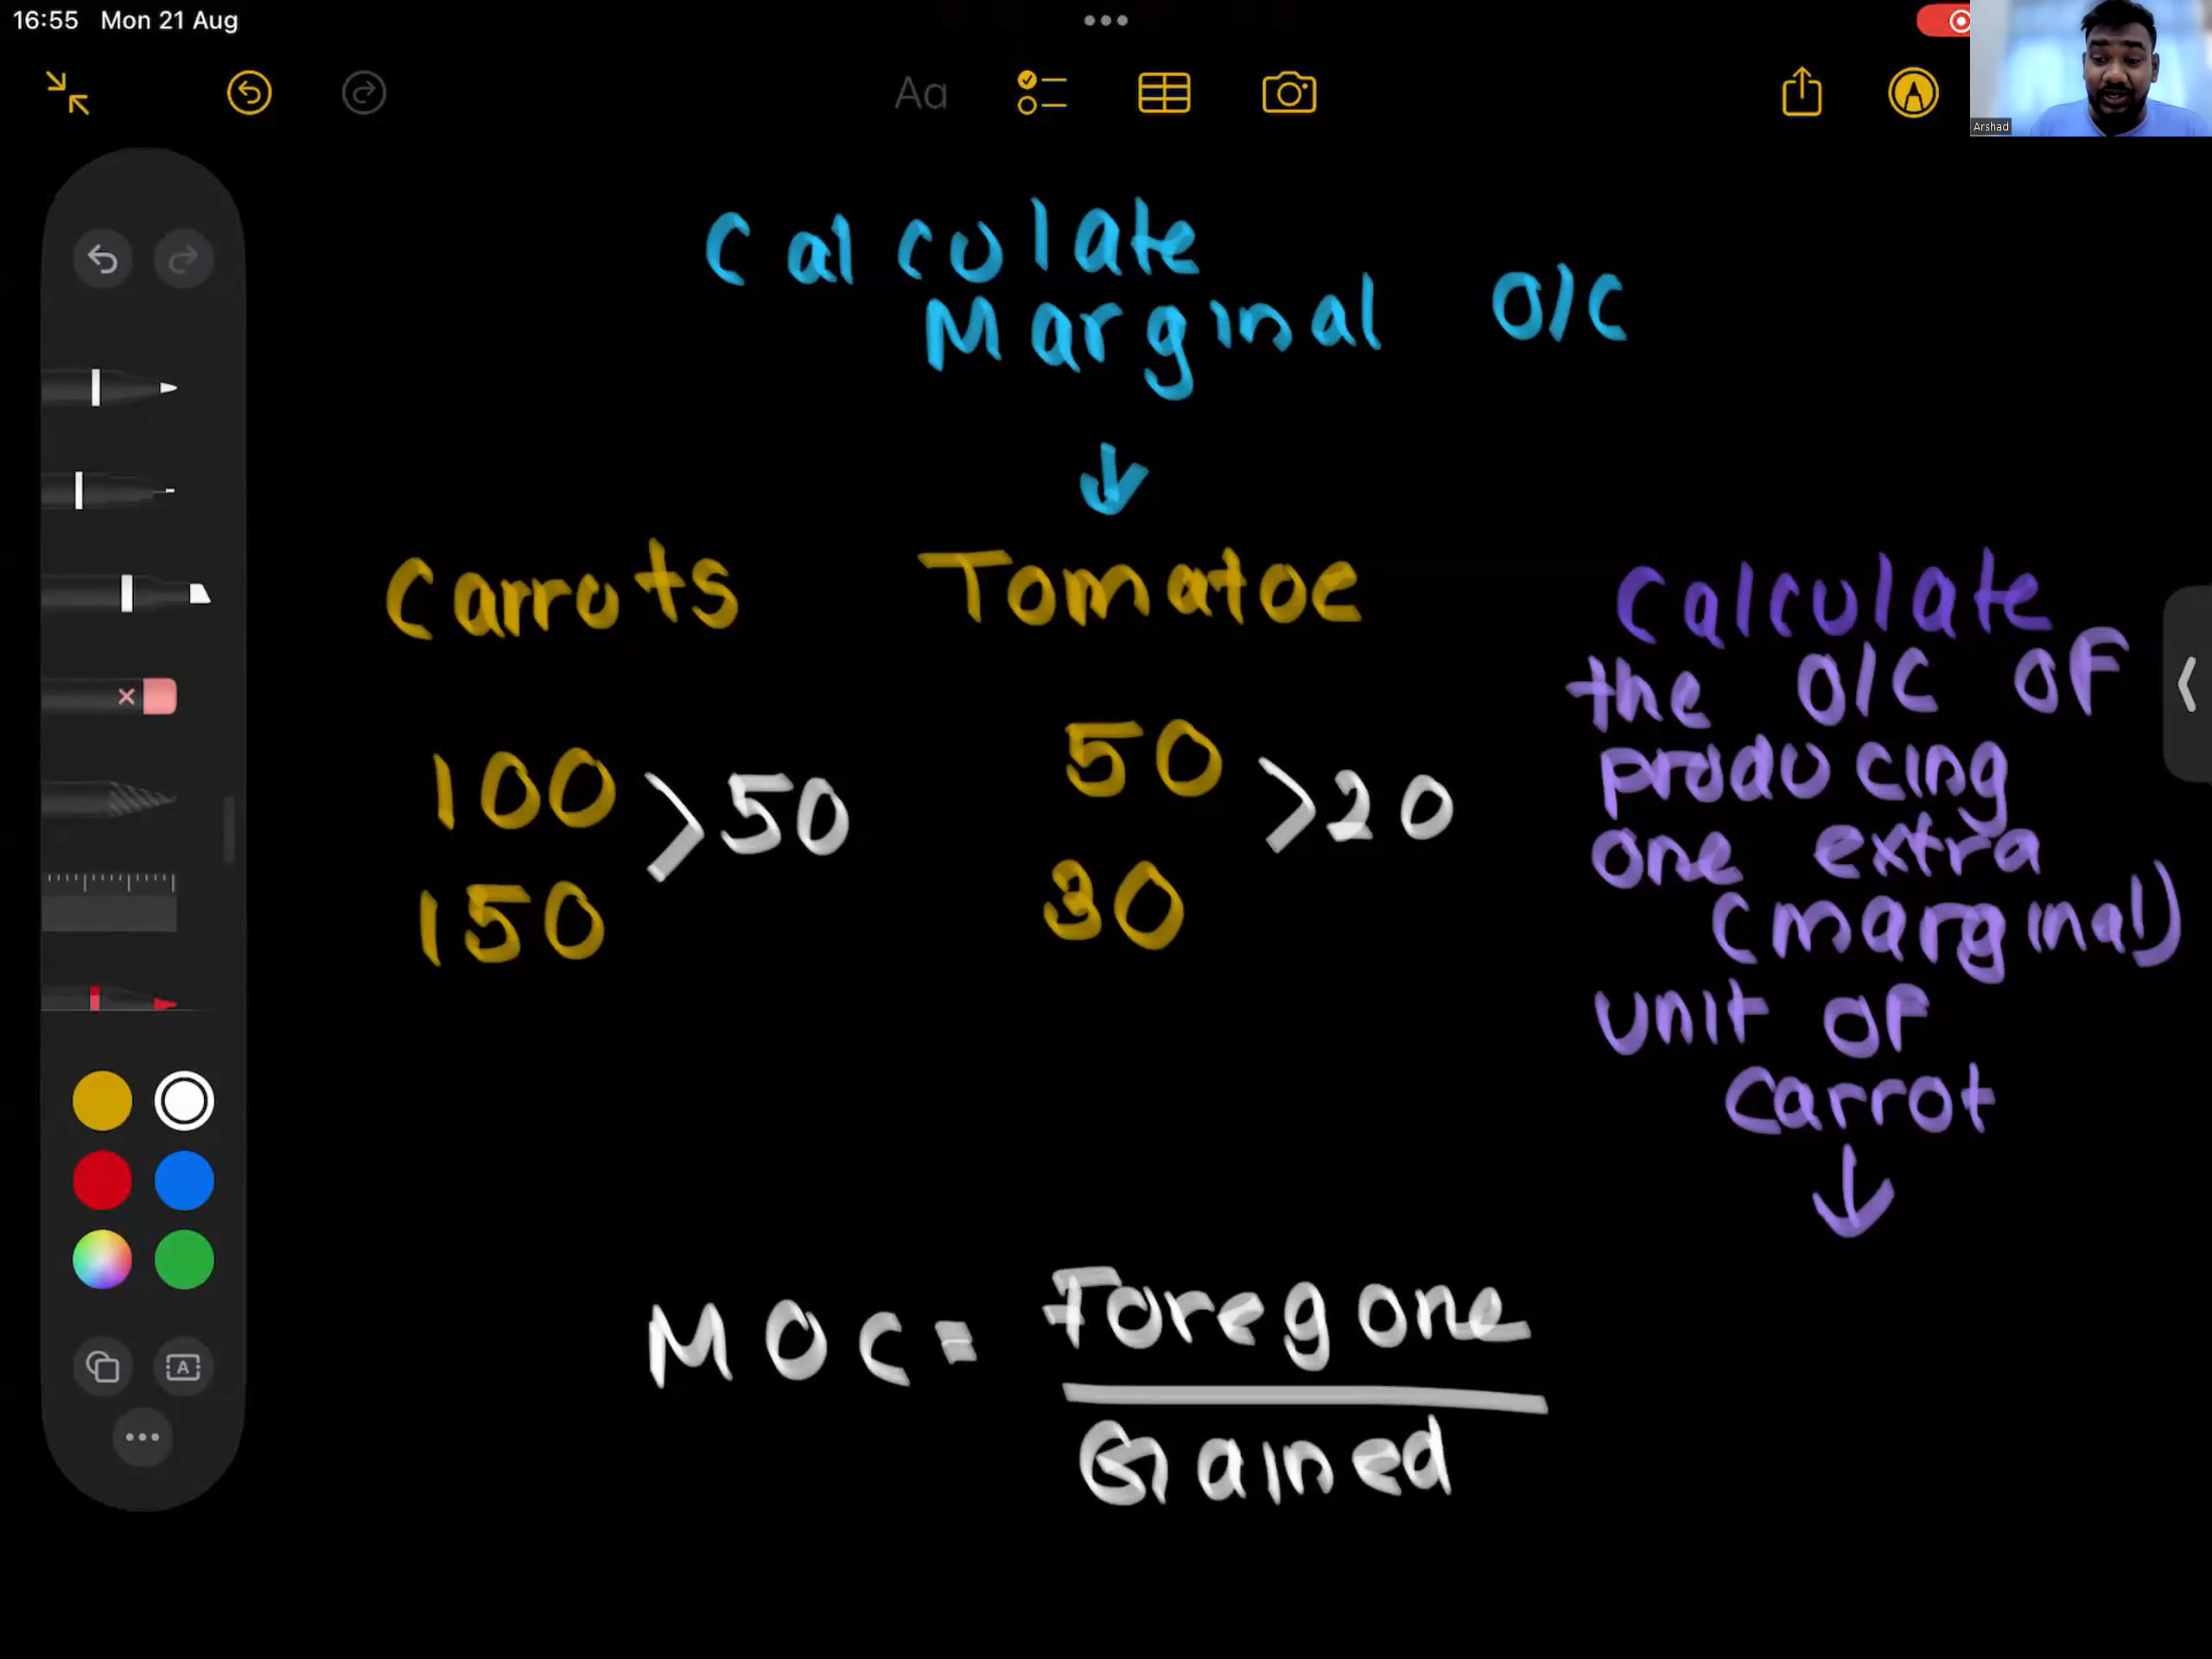 16:55 Mon 21 Aug
Aa
Arshad
Calculate
Marginal O/C
Carrots Tomatoe
100 >50 50 >20
150 30
Calculate
the O/C OF
producing
one extra
(marginal)
unit of
carrot
MOC = Foregone
Gained
A